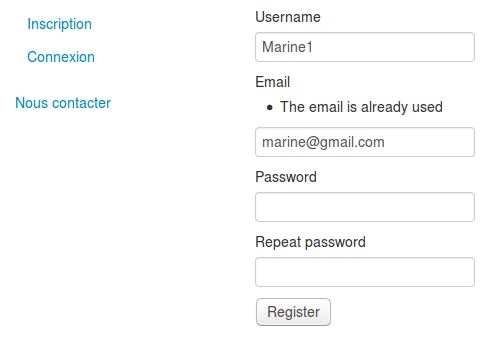 Inscription
Connexion
Nous contacter
Username
Marine1
Email
The email is already used
marine@gmail.com
Password
Repeat password
Register